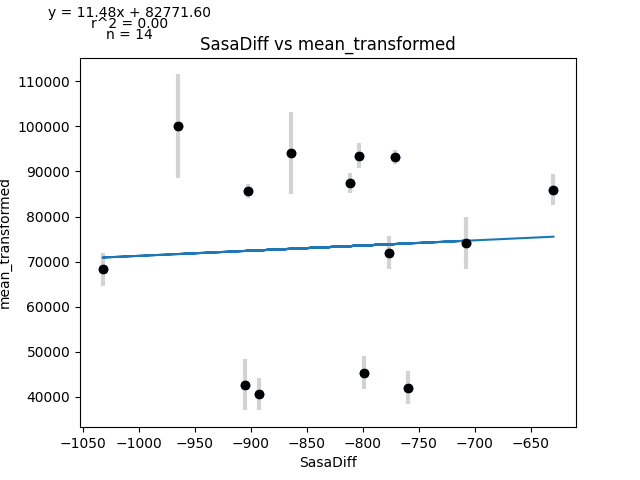 y = 11.48x + 82771.60
r^2 = 0.00
n = 14
SasaDiff vs mean_transformed
110000
100000
90000
80000
70000
60000
50000
40000
mean_transformed
−1050 −1000 −950 −900 −850 −800 −750 −700 −650
SasaDiff